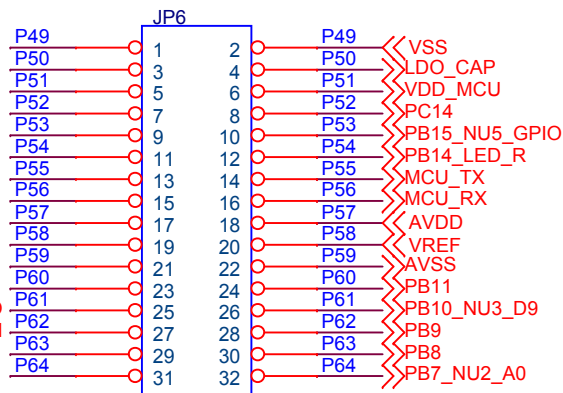 JP6
P49 1 2 P49 VSS
P50 3 4 P50 LDO_CAP
P51 5 6 P51 VDD_MCU
P52 7 8 P52 PC14
P53 9 10 P53 PB15_NU5_GPIO
P54 11 12 P54 PB14_LED_R
P55 13 14 P55 MCU_TX
P56 15 16 P56 MCU_RX
P57 17 18 P57 AVDD
P58 19 20 P58 VREF
P59 21 22 P59 AVSS
P60 23 24 P60 PB11
P61 25 26 P61 PB10_NU3_D9
P62 27 28 P62 PB9
P63 29 30 P63 PB8
P64 31 32 P64 PB7_NU2_A0